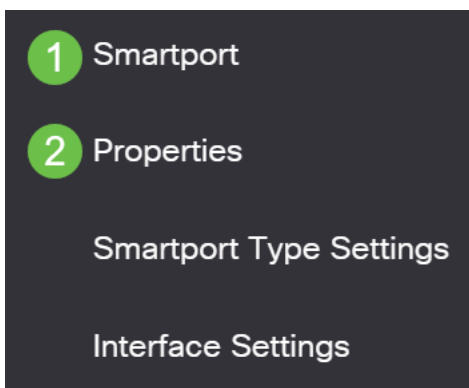 1 Smartport
2 Properties
Smartport Type Settings
Interface Settings